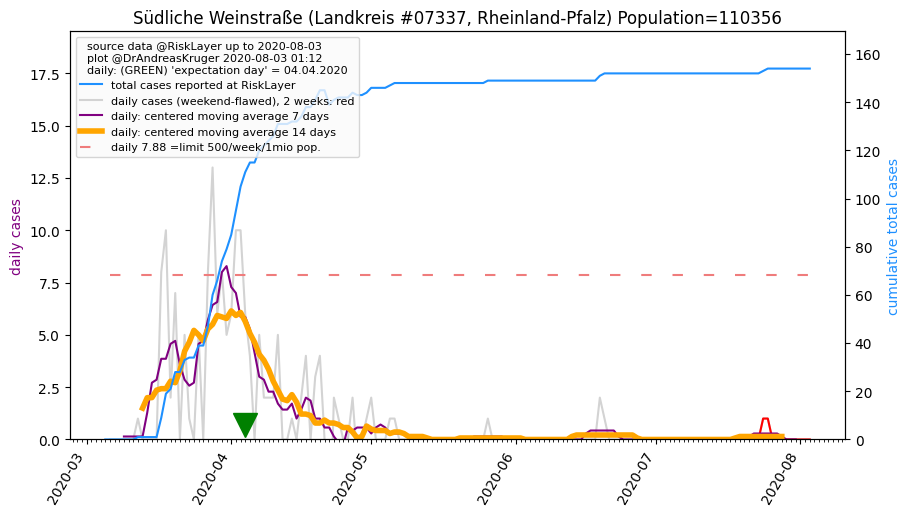 Südliche Weinstraße (Landkreis #07337, Rheinland-Pfalz) Population=110356
source data @RiskLayer up to 2020-08-03
plot @DrAndreasKruger 2020-08-03 01:12
daily: (GREEN) 'expectation day' = 04.04.2020
total cases reported at RiskLayer
daily cases (weekend-flawed), 2 weeks: red
daily: centered moving average 7 days
daily: centered moving average 14 days
daily 7.88 =limit 500/week/1mio pop.
daily cases
17.5
15.0
12.5
10.0
7.5
5.0
2.5
0.0
160
140
120
100
80
60
40
20
0
cumulative total cases
2020-03
2020-04
2020-05
2020-06
2020-07
2020-08